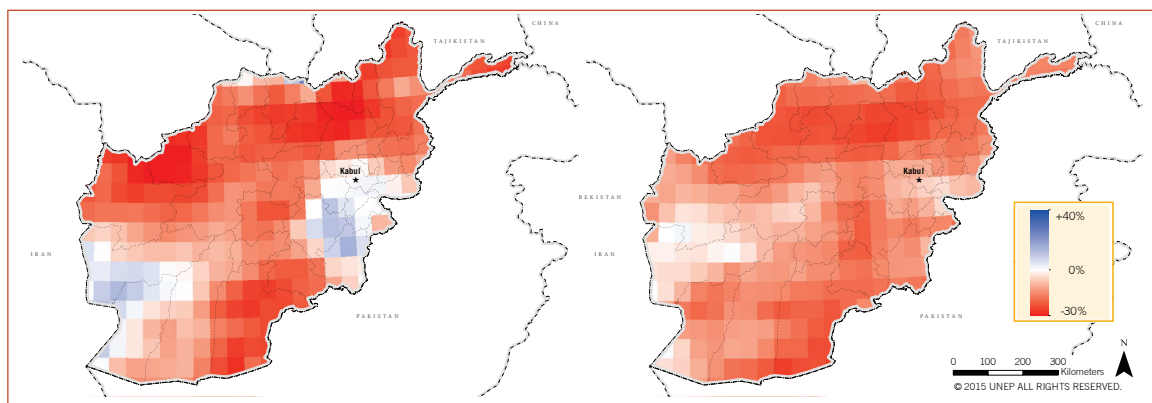 CHINA
TAJIKISTAN
Kabul
IRAN
PAKISTAN
CHINA
TAJIKISTAN
Kabul
BEKISTAN
IRAN
PAKISTAN
+40%
0%
-30%
N
0 100 200 300
Kilometers
© 2015 UNEP ALL RIGHTS RESERVED.